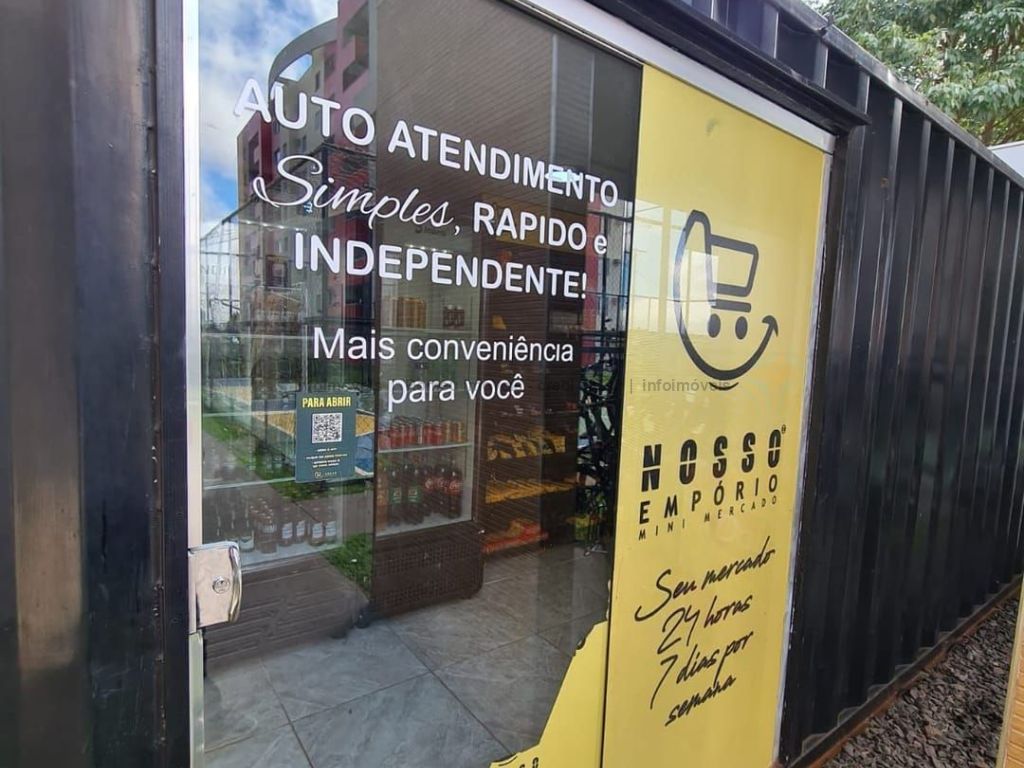 AUTO ATENDIMENTO
Simples, RAPIDO e
INDEPENDENTE!
Mais conveniência
para você
PARA ABRIR
| infoimóveis
NOSSO
EMPÓRIO
MINI MERCADO
Seu mercado
24 horas
7 dias por
semana